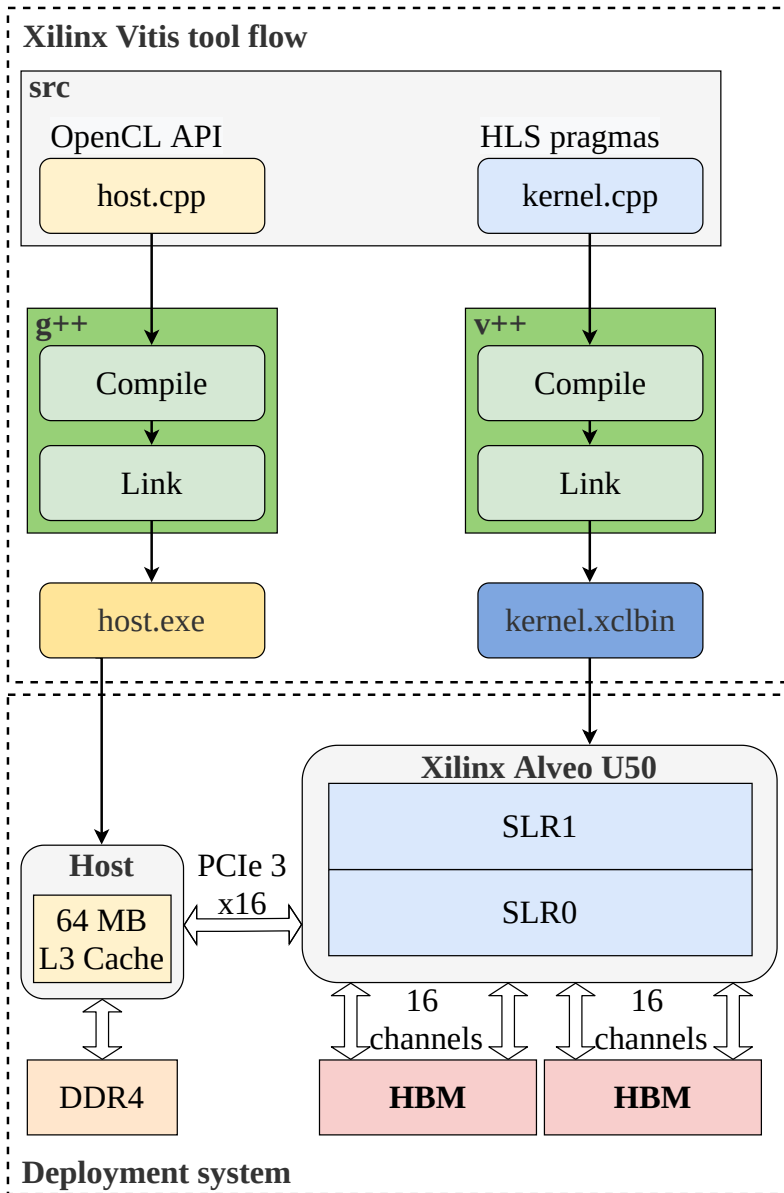 Xilinx Vitis tool flow
src
OpenCL API
HLS pragmas
host.cpp
kernel.cpp
g++
v++
Compile
Compile
Link
Link
host.exe
kernel.xclbin
Xilinx Alveo U50
SLR1
SLR0
Host
64 MB
L3 Cache
PCIe 3
x16
16
channels
16
channels
DDR4
HBM
HBM
Deployment system